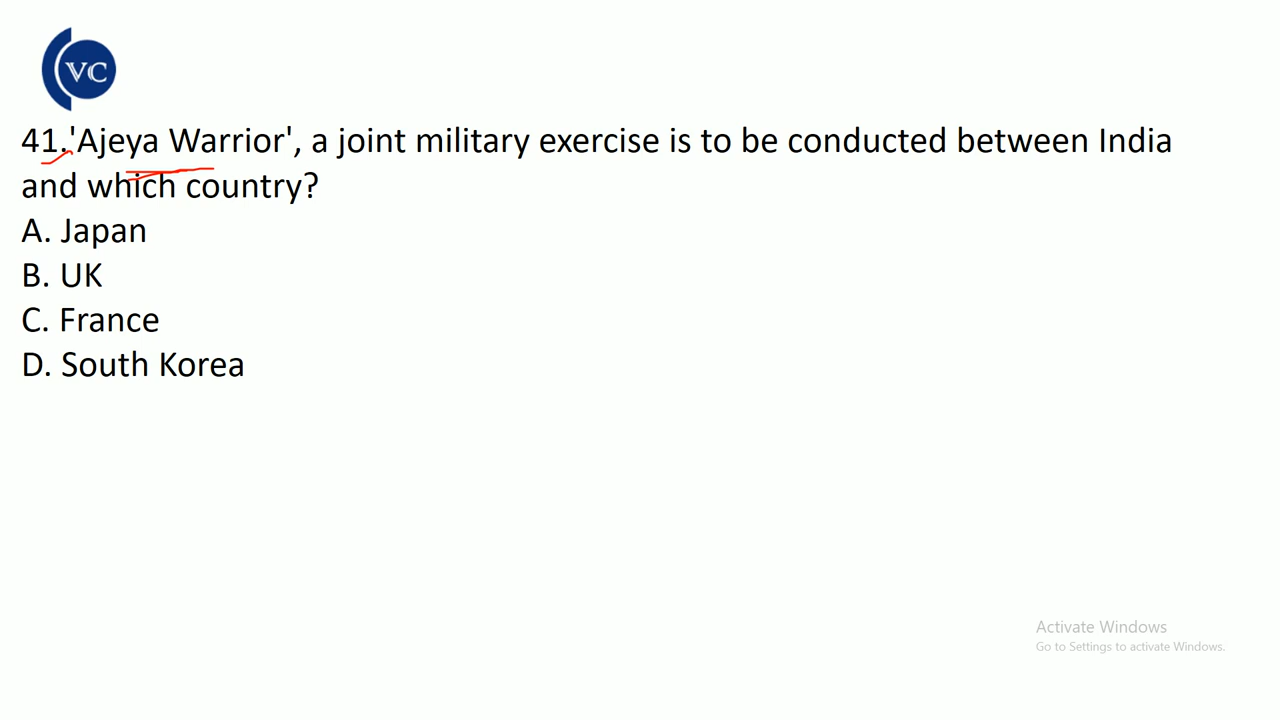 VC
41.'Ajeya Warrior', a joint military exercise is to be conducted between India
and which country?
A. Japan
B. UK
C. France
D. South Korea
Activate Windows
Go to Settings to activate Windows.